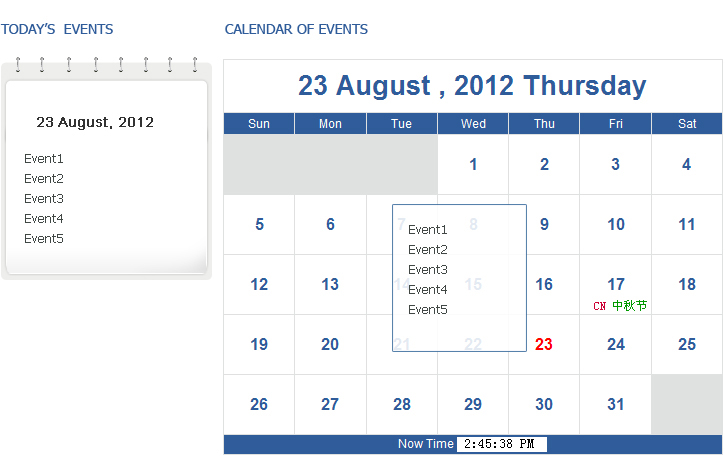 TODAY'S EVENTS
23 August, 2012
Event1
Event2
Event3
Event4
Event5
CALENDAR OF EVENTS
23 August , 2012 Thursday
Sun Mon Tue Wed Thu Fri Sat
1 2 3 4
5 6 7 8 9 10 11
Event1
Event2
Event3
Event4
Event5
12 13 14 15 16 17 18
CN 中秋节
19 20 21 22 23 24 25
26 27 28 29 30 31
Now Time 2:45:38 PM